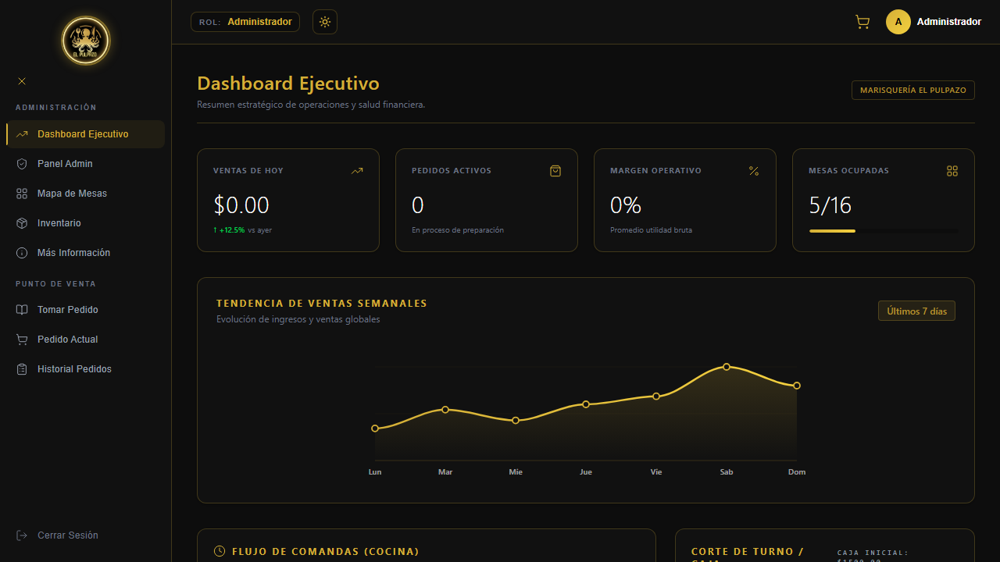 EL PULPAZO
ROL: Administrador
A
Administrador
ADMINISTRACIÓN
Dashboard Ejecutivo
Panel Admin
Mapa de Mesas
Inventario
Más Información
PUNTO DE VENTA
Tomar Pedido
Pedido Actual
Historial Pedidos
Cerrar Sesión
Dashboard Ejecutivo
Resumen estratégico de operaciones y salud financiera.
MARISQUERÍA EL PULPAZO
VENTAS DE HOY
$0.00
↑ +12.5% vs ayer
PEDIDOS ACTIVOS
0
En proceso de preparación
MARGEN OPERATIVO
0%
Promedio utilidad bruta
MESAS OCUPADAS
5/16
TENDENCIA DE VENTAS SEMANALES
Evolución de ingresos y ventas globales
Últimos 7 días
Lun Mar Mie Jue Vie Sab Dom
FLUJO DE COMANDAS (COCINA)
CORTE DE TURNO /
CAJA
CAJA INICIAL:
$1500.00